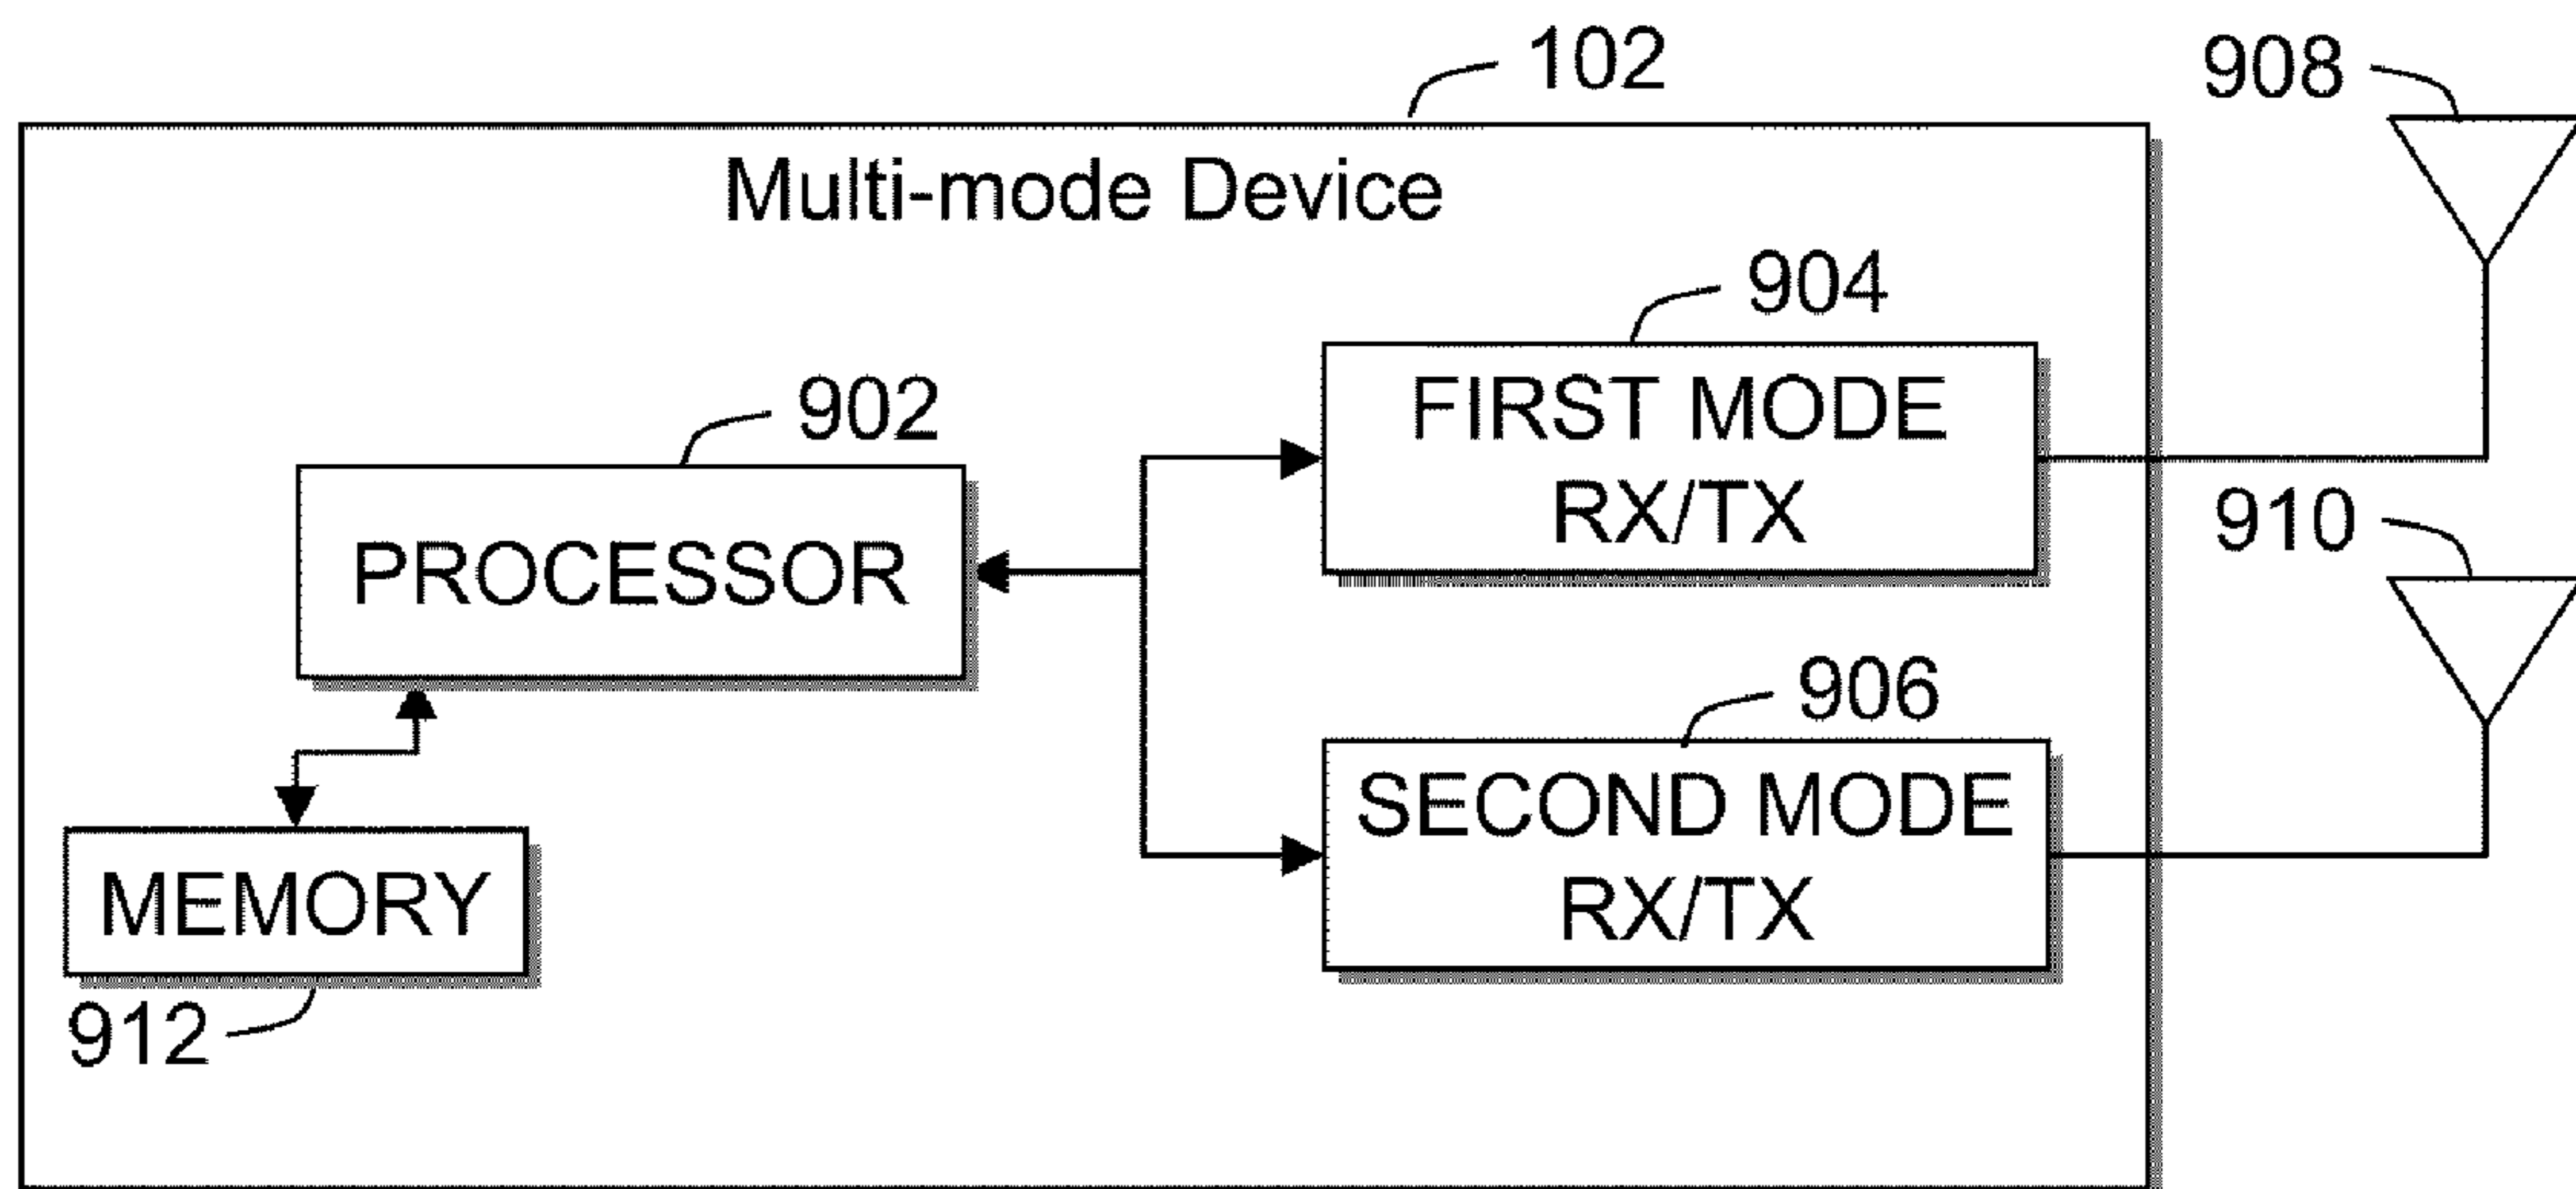 102
908
Multi-mode Device
904
902
FIRST MODE
RX/TX
910
PROCESSOR
906
SECOND MODE
RX/TX
MEMORY
912